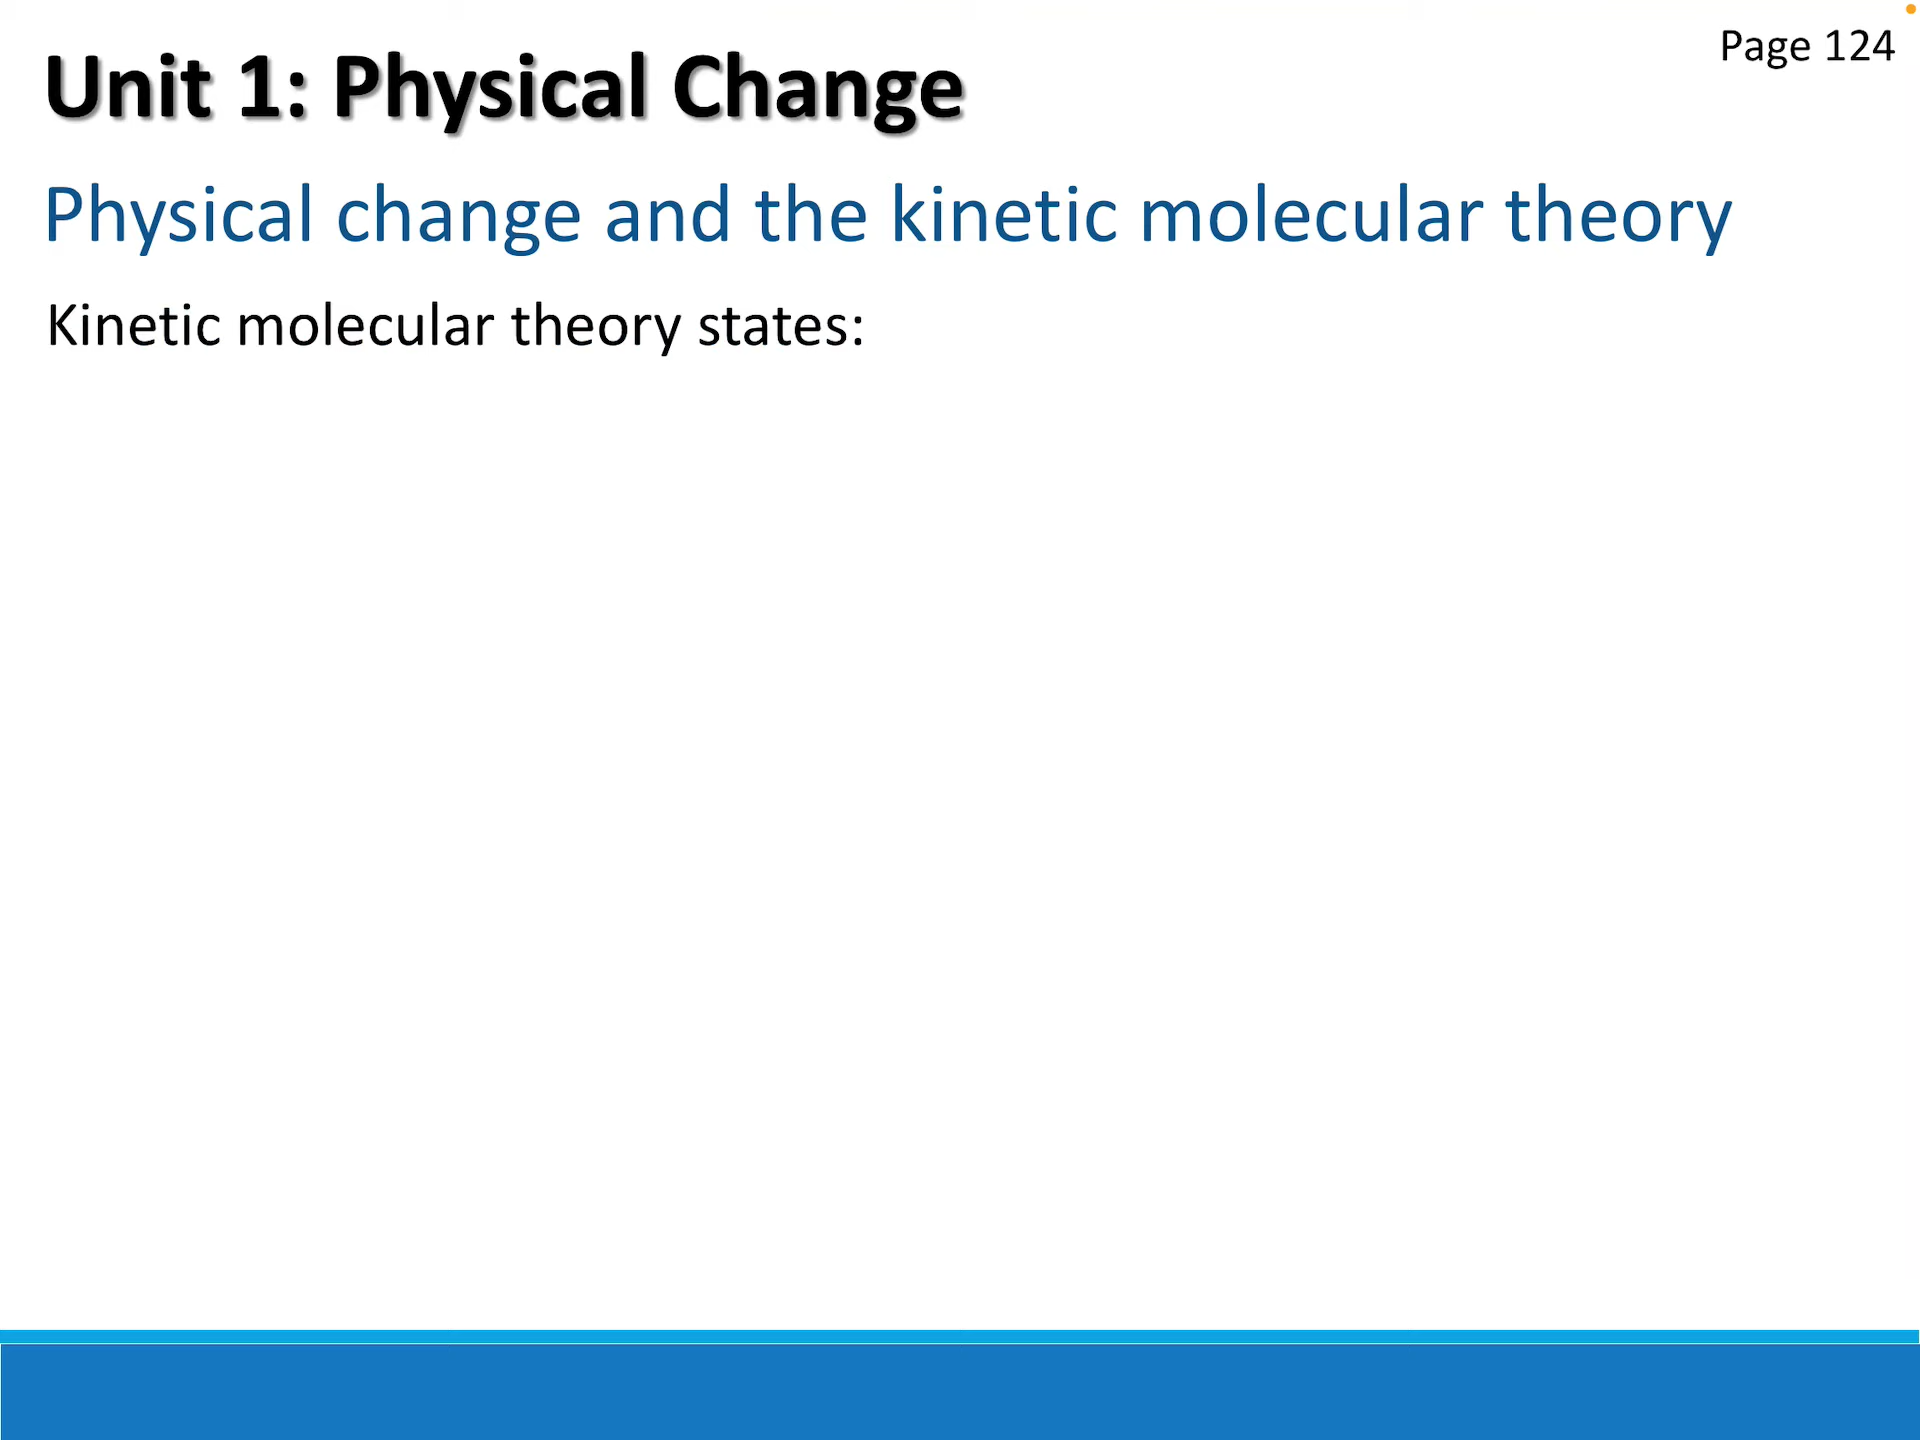 Page 124
Unit 1: Physical Change
Physical change and the kinetic molecular theory
Kinetic molecular theory states: